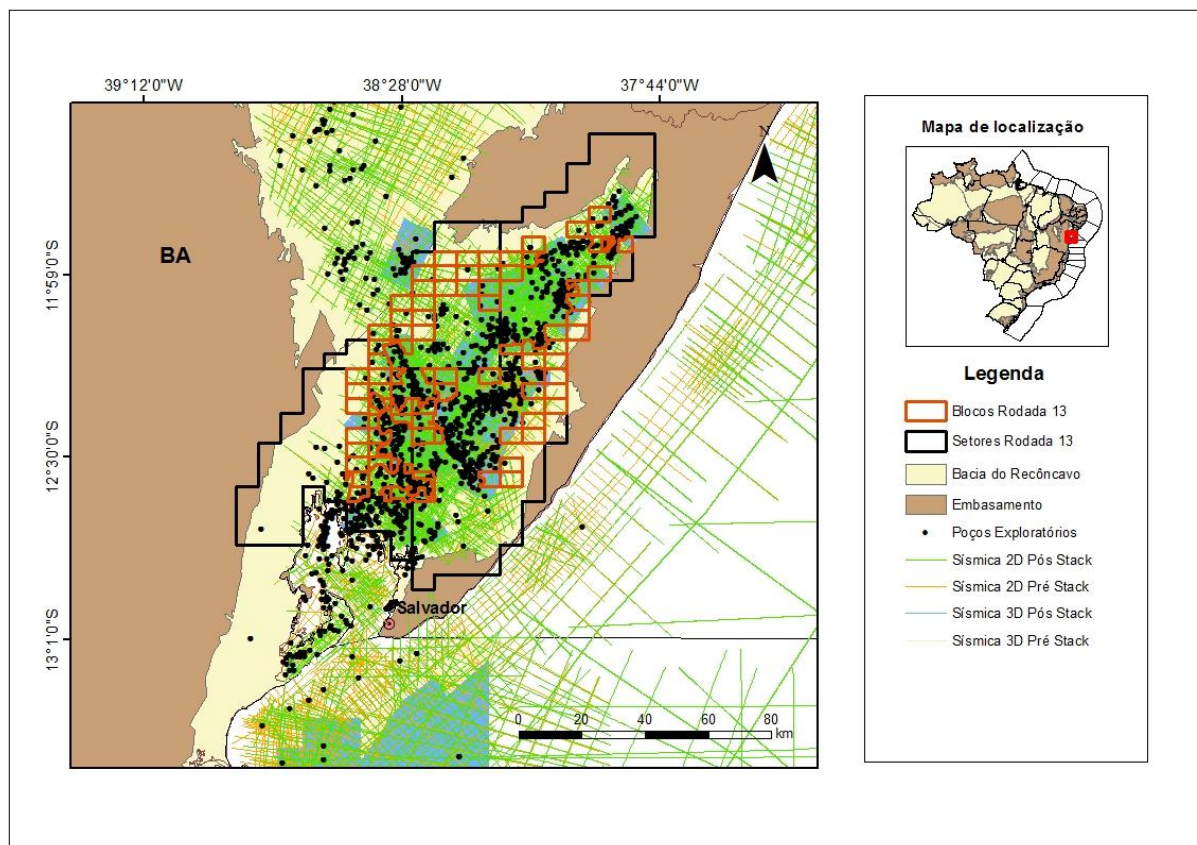 39°12'0"W
38°28'0"W
37°44'0"W
N
BA
11°59'0"S
12°30'0"S
13°1'0"S
Salvador
0 20 40 60 80
km
Mapa de localização
Legenda
Blocos Rodada 13
Setores Rodada 13
Bacia do Recôncavo
Embasamento
Poços Exploratórios
Sísmica 2D Pós Stack
Sísmica 2D Pré Stack
Sísmica 3D Pós Stack
Sísmica 3D Pré Stack